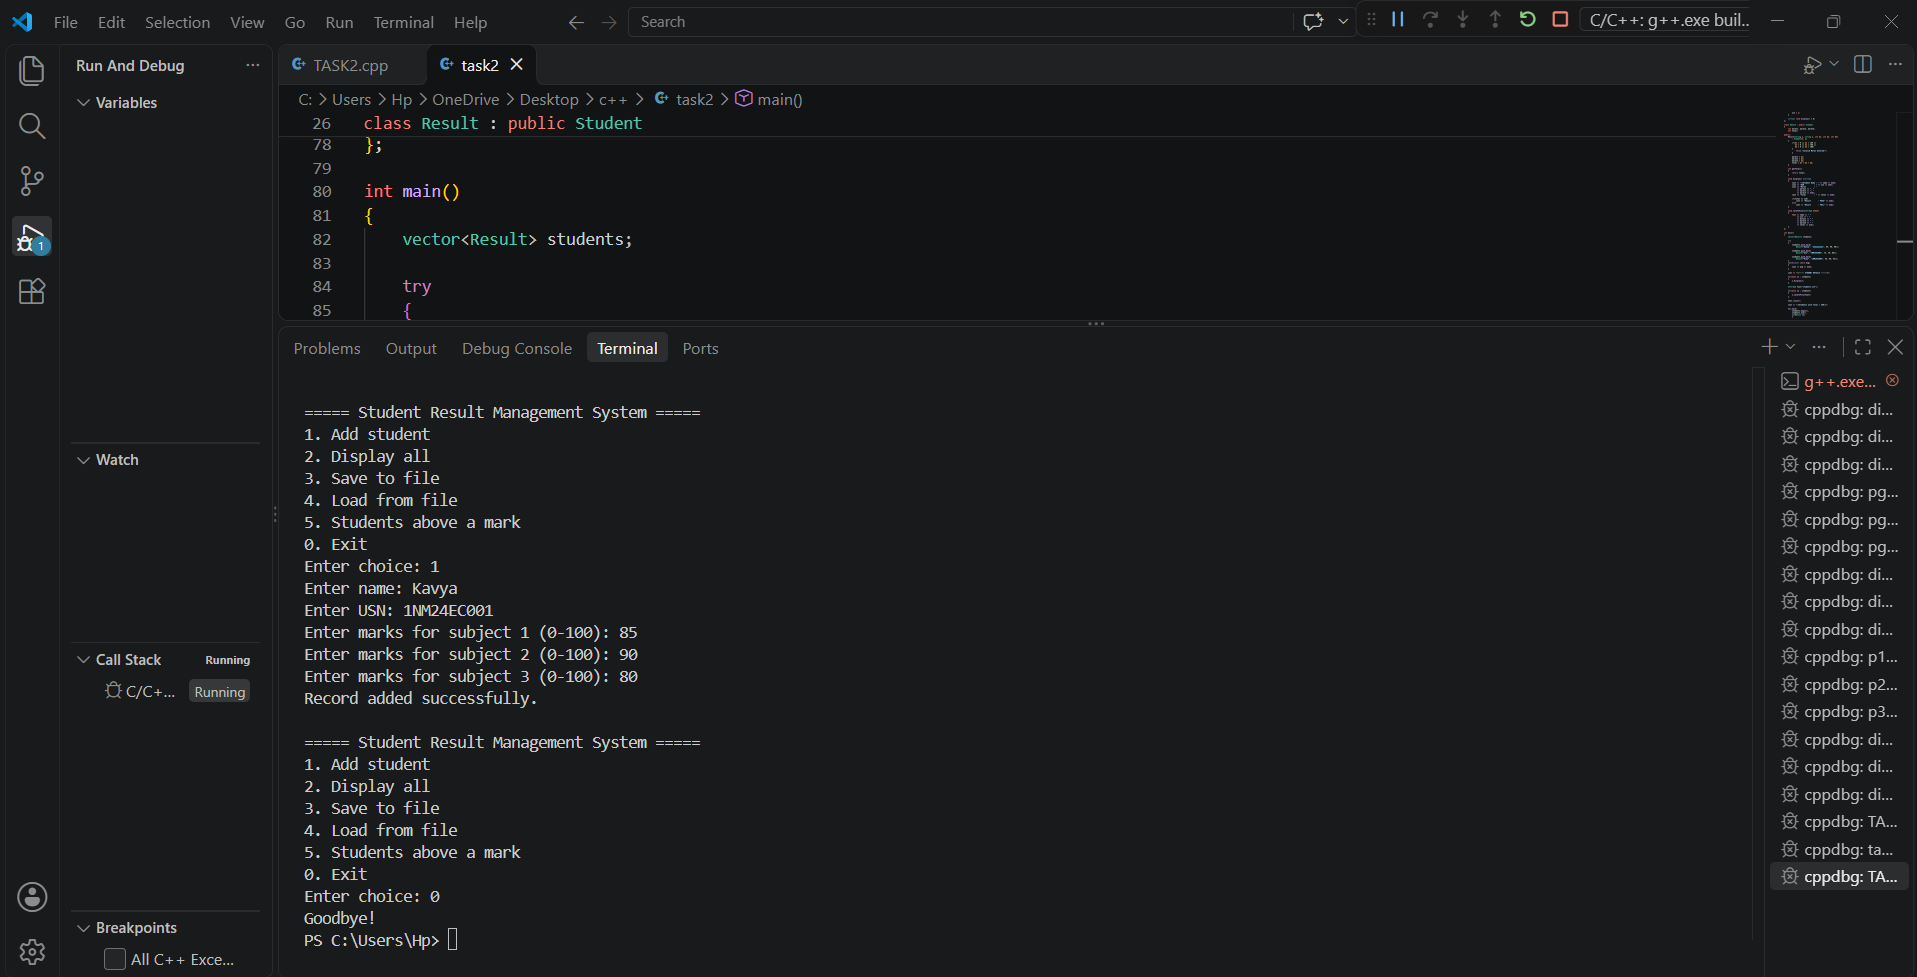 File Edit Selection View Go Run Terminal Help
Search
C/C++: g++.exe buil..
Run And Debug
Variables
Watch
Call Stack Running
C/C+... Running
Breakpoints
All C++ Exce...
1
TASK2.cpp
task2
C: > Users > Hp > OneDrive > Desktop > c++ > task2 > main()
26 class Result : public Student
78 };
79
80 int main()
81 {
82 vector<Result> students;
83
84 try
85 {
Problems Output Debug Console Terminal Ports
===== Student Result Management System =====
1. Add student
2. Display all
3. Save to file
4. Load from file
5. Students above a mark
0. Exit
Enter choice: 1
Enter name: Kavya
Enter USN: 1NM24EC001
Enter marks for subject 1 (0-100): 85
Enter marks for subject 2 (0-100): 90
Enter marks for subject 3 (0-100): 80
Record added successfully.
===== Student Result Management System =====
1. Add student
2. Display all
3. Save to file
4. Load from file
5. Students above a mark
0. Exit
Enter choice: 0
Goodbye!
PS C:\Users\Hp>
g++.exe...
cppdbg: di...
cppdbg: di...
cppdbg: di...
cppdbg: pg...
cppdbg: pg...
cppdbg: pg...
cppdbg: di...
cppdbg: di...
cppdbg: di...
cppdbg: p1...
cppdbg: p2...
cppdbg: p3...
cppdbg: di...
cppdbg: di...
cppdbg: di...
cppdbg: TA...
cppdbg: ta...
cppdbg: TA...